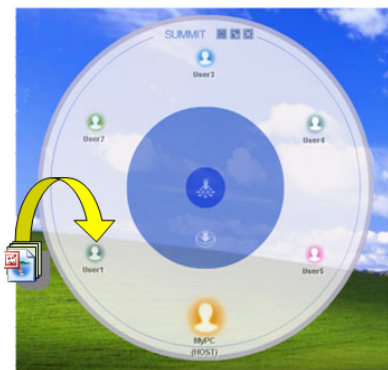 SUMMIT
User3
User2
User4
User1
User5
MyPC
(HOST)